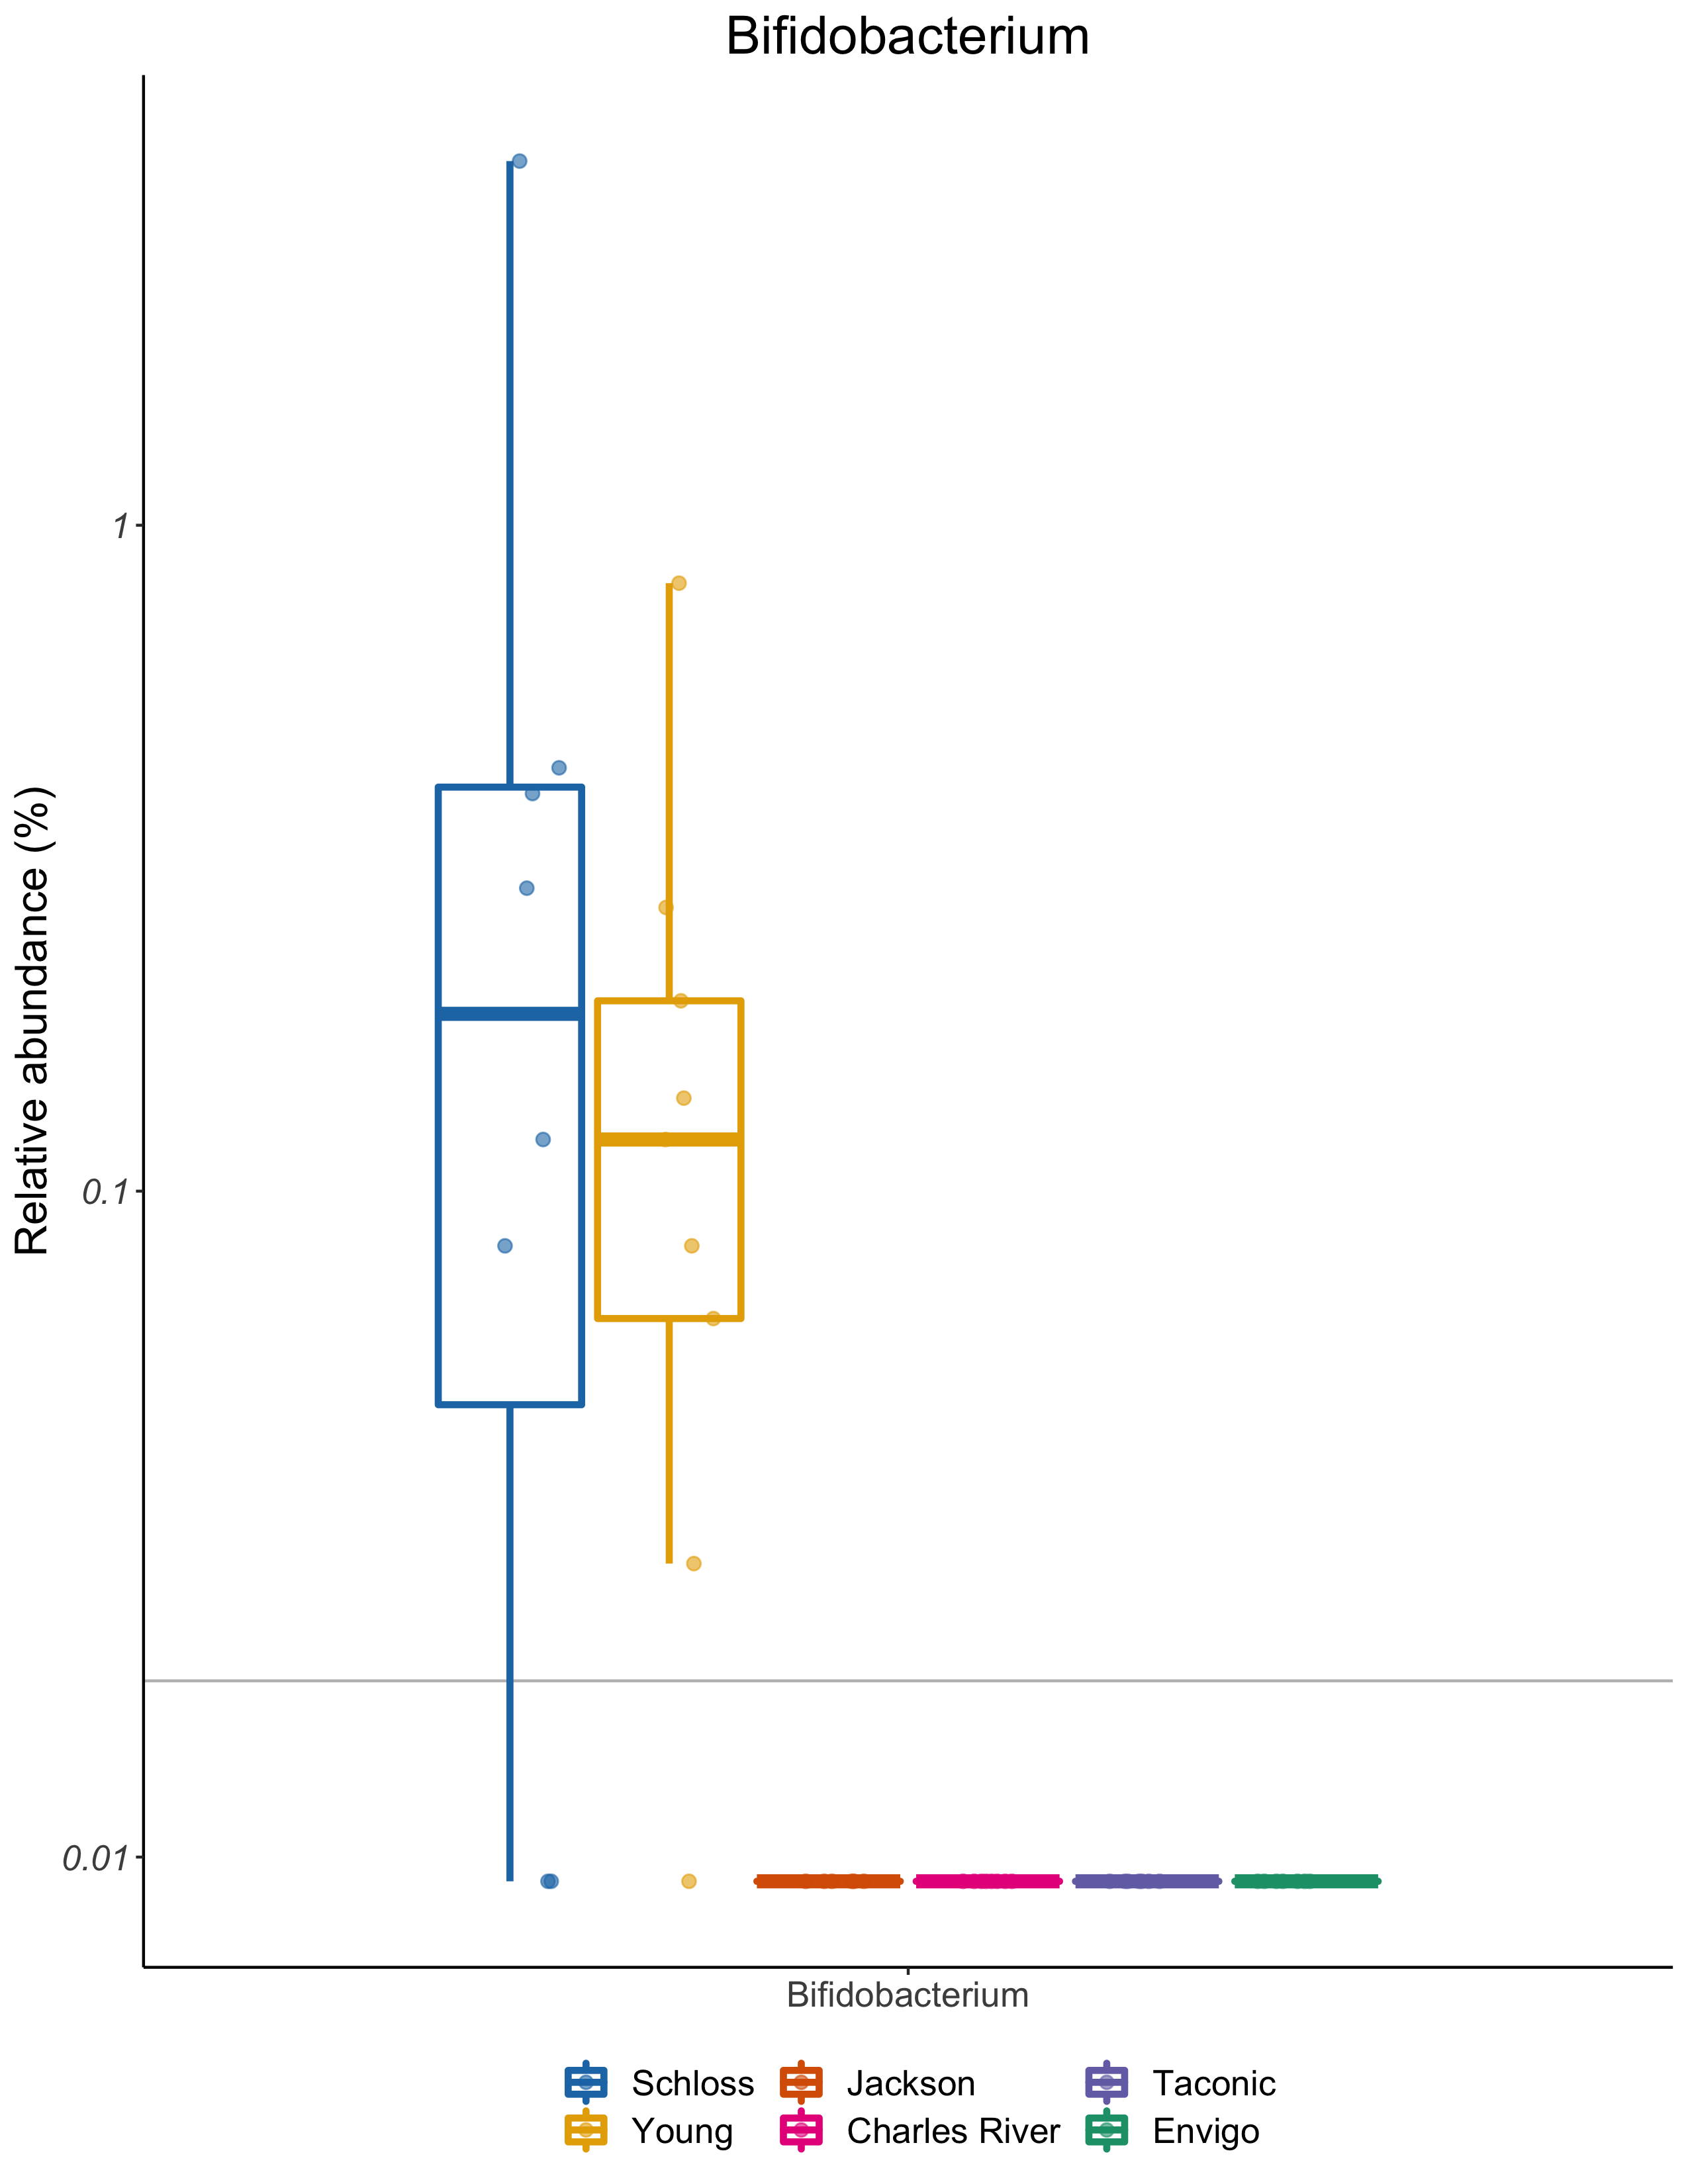 Bifidobacterium
Relative abundance (%)
1
0.1
0.01
Bifidobacterium
Schloss Jackson Taconic
Young Charles River Envigo